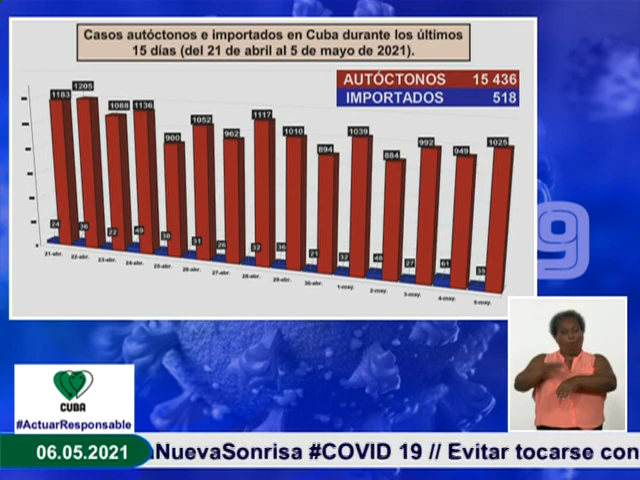 Casos autóctonos e importados en Cuba durante los últimos
15 días (del 21 de abril al 5 de mayo de 2021).
AUTÓCTONOS 15 436
IMPORTADOS 518
1183 1205 1088 1136 900 1052 962 1117 1010 894 1039 884 992 949 1025
24 36 22 49 38 31 26 32 36 21 32 46 27 61 35
21-abr. 22-abr. 23-abr. 24-abr. 25-abr. 26-abr. 27-abr. 28-abr. 29-abr. 30-abr. 1-may. 2-may. 3-may. 4-may. 5-may.
9
CUBA
#ActuarResponsable
06.05.2021 NuevaSonrisa #COVID 19 // Evitar tocarse con